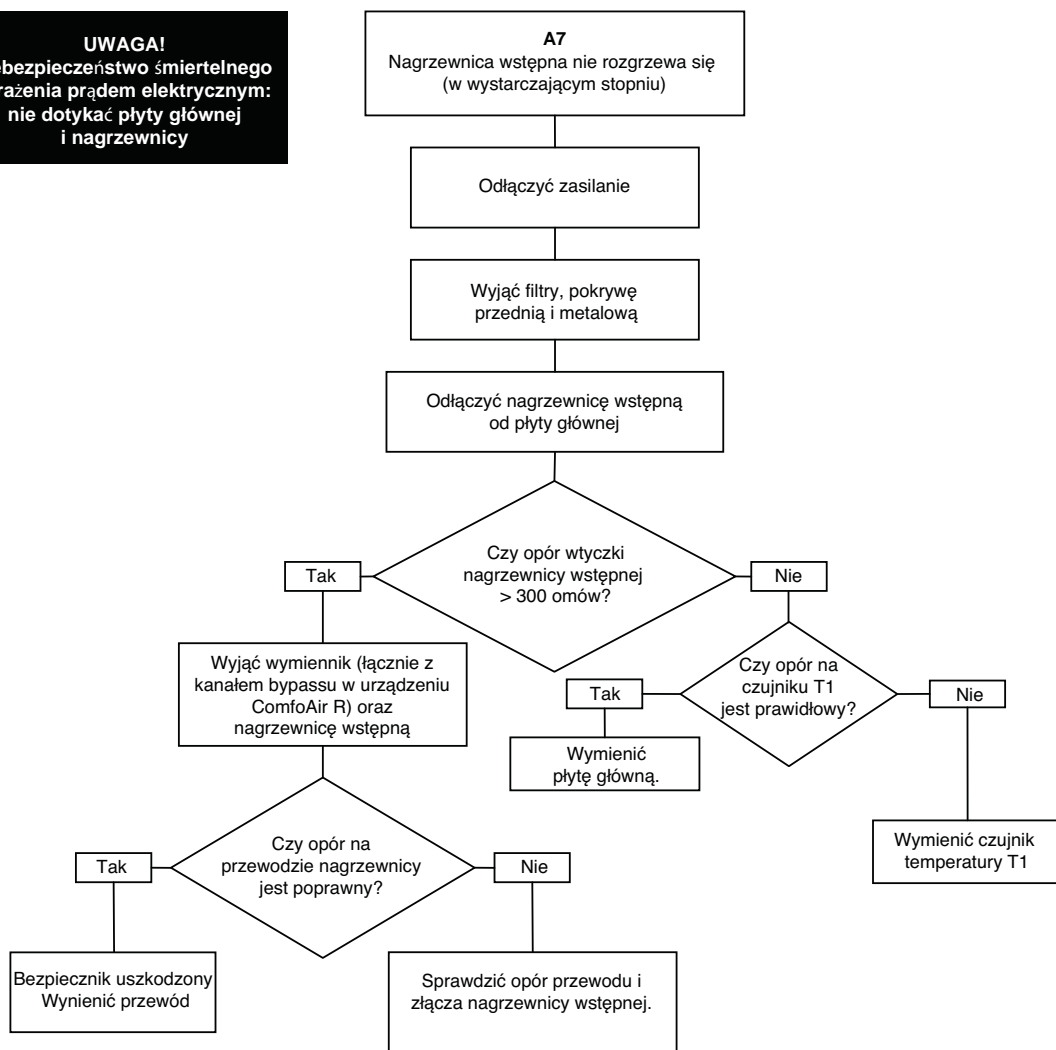 UWAGA!
ebezpieczeństwo śmiertelnego
rażenia prądem elektrycznym:
nie dotykać płyty głównej
i nagrzewnicy
A7
Nagrzewnica wstępna nie rozgrzewa się
(w wystarczającym stopniu)
Odłączyć zasilanie
Wyjąć filtry, pokrywę
przednią i metalową
Odłączyć nagrzewnicę wstępną
od płyty głównej
Czy opór wtyczki
nagrzewnicy wstępnej
> 300 omów?
Tak
Nie
Wyjąć wymiennik (łącznie z
kanałem bypassu w urządzeniu
ComfoAir R) oraz
nagrzewnicę wstępną
Czy opór na
czujniku T1
jest prawidłowy?
Tak
Nie
Wymienić
płytę główną.
Wymienić czujnik
temperatury T1
Czy opór na
przewodzie nagrzewnicy
jest poprawny?
Tak
Nie
Bezpiecznik uszkodzony
Wynienić przewód
Sprawdzić opór przewodu i
złącza nagrzewnicy wstępnej.